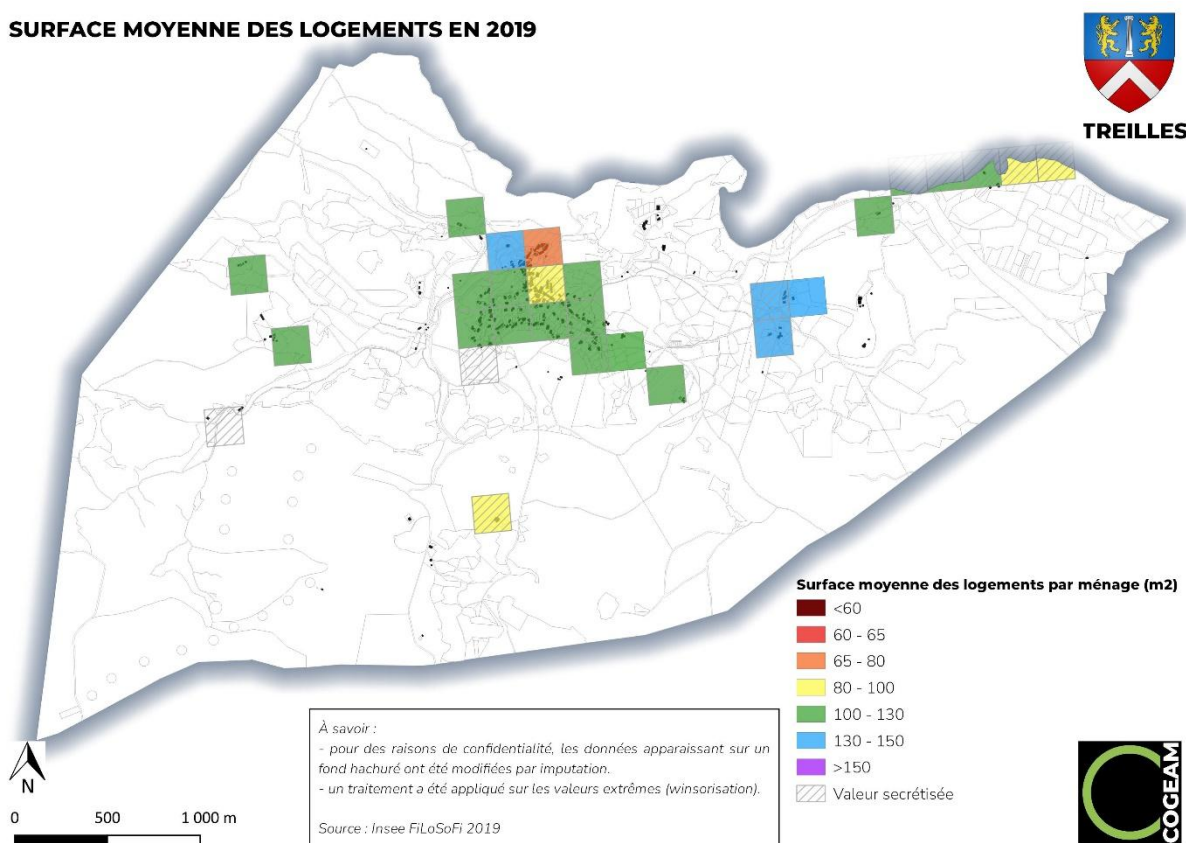 SURFACE MOYENNE DES LOGEMENTS EN 2019
TREILLES
Surface moyenne des logements par ménage (m2)
<60
60 - 65
65 - 80
80 - 100
100 - 130
130 - 150
>150
Valeur secrétisée
À savoir :
- pour des raisons de confidentialité, les données apparaissant sur un
fond hachuré ont été modifiées par imputation.
- un traitement a été appliqué sur les valeurs extrêmes (winsorisation).
Source : Insee FiLoSoFi 2019
N
0 500 1 000 m
COGEAM